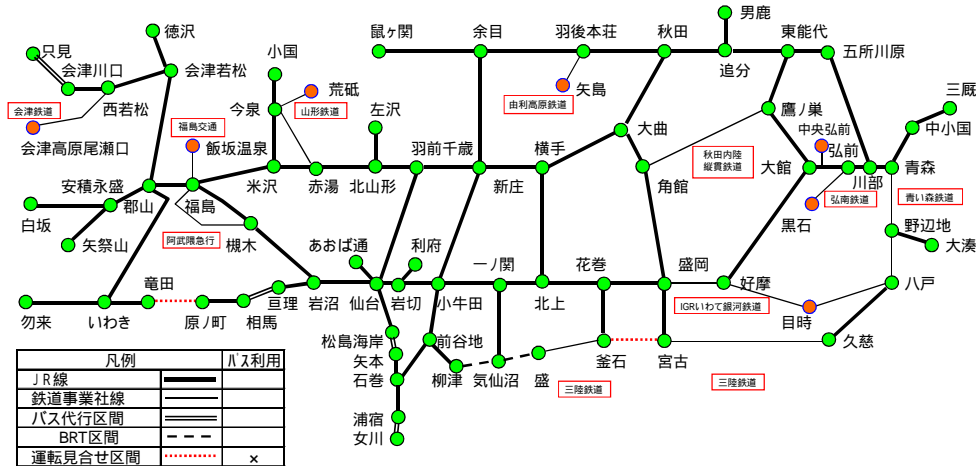 男鹿
徳沢
只見
小国
鼠ヶ関
余目
羽後本荘
秋田
東能代
会津川口
会津若松
五所川原
追分
荒砥
矢島
三厩
会津鉄道
西若松
今泉
山形鉄道
由利高原鉄道
鷹ノ巣
福島交通
左沢
大曲
中央弘前
中小国
会津高原尾瀬口
飯坂温泉
羽前千歳
横手
秋田内陸
縦貫鉄道
大館
弘前
青森
安積永盛
米沢
赤湯
北山形
新庄
角館
川部
郡山
福島
弘南鉄道
青い森鉄道
白坂
黒石
矢祭山
阿武隈急行
槻木
あおば通
利府
野辺地
大湊
一ノ関
花巻
盛岡
竜田
亘理
岩沼
仙台
岩切
小牛田
北上
好摩
八戸
勿来
いわき
原ノ町
相馬
IGRいわて銀河鉄道
目時
松島海岸
前谷地
矢本
釜石
宮古
久慈
石巻
柳津
気仙沼
盛
三陸鉄道
三陸鉄道
浦宿
女川
凡例
バス利用
JR線
鉄道事業社線
バス代行区間
BRT区間
運転見合せ区間
×